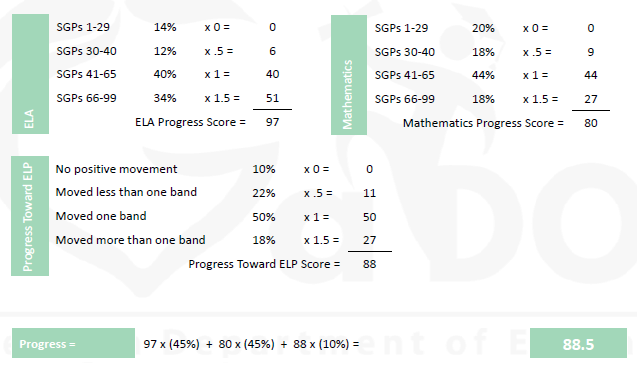 ELA
SGPs 1-29 14% x 0 = 0
SGPs 30-40 12% x .5 = 6
SGPs 41-65 40% x 1 = 40
SGPs 66-99 34% x 1.5 = 51
ELA Progress Score = 97
Mathematics
SGPs 1-29 20% x 0 = 0
SGPs 30-40 18% x .5 = 9
SGPs 41-65 44% x 1 = 44
SGPs 66-99 18% x 1.5 = 27
Mathematics Progress Score = 80
Progress Toward ELP
No positive movement 10% x 0 = 0
Moved less than one band 22% x .5 = 11
Moved one band 50% x 1 = 50
Moved more than one band 18% x 1.5 = 27
Progress Toward ELP Score = 88
Progress = 97 x (45%) + 80 x (45%) + 88 x (10%) = 88.5